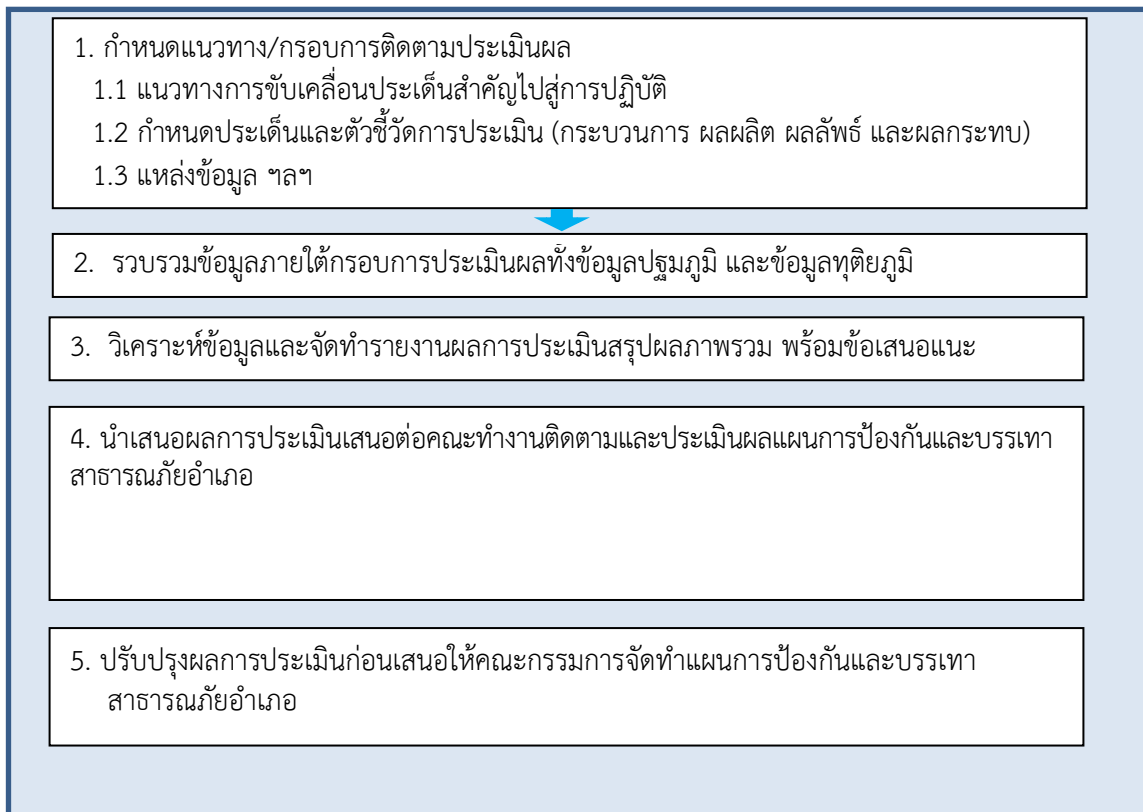 1. กำหนดแนวทาง/กรอบการติดตามประเมินผล
1.1 แนวทางการขับเคลื่อนประเด็นสำคัญไปสู่การปฏิบัติ
1.2 กำหนดประเด็นและตัวชี้วัดการประเมิน (กระบวนการ ผลผลิต ผลลัพธ์ และผลกระทบ)
1.3 แหล่งข้อมูล ฯลฯ
2. รวบรวมข้อมูลภายใต้กรอบการประเมินผลทั้งข้อมูลปฐมภูมิ และข้อมูลทุติยภูมิ
3. วิเคราะห์ข้อมูลและจัดทำรายงานผลการประเมินสรุปผลภาพรวม พร้อมข้อเสนอแนะ
4. นำเสนอผลการประเมินเสนอต่อคณะทำงานติดตามและประเมินผลแผนการป้องกันและบรรเทา
สาธารณภัยอำเภอ
5. ปรับปรุงผลการประเมินก่อนเสนอให้คณะกรรมการจัดทำแผนการป้องกันและบรรเทา
สาธารณภัยอำเภอ